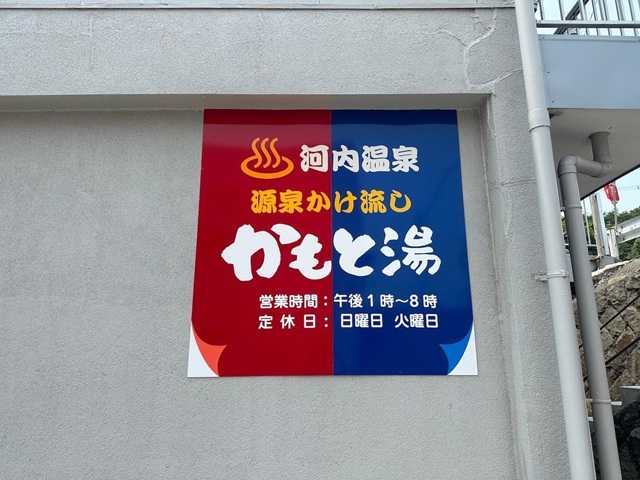 河内温泉
源泉かけ流し
かもと湯
営業時間：午後1時～8時
定休日：日曜日 火曜日